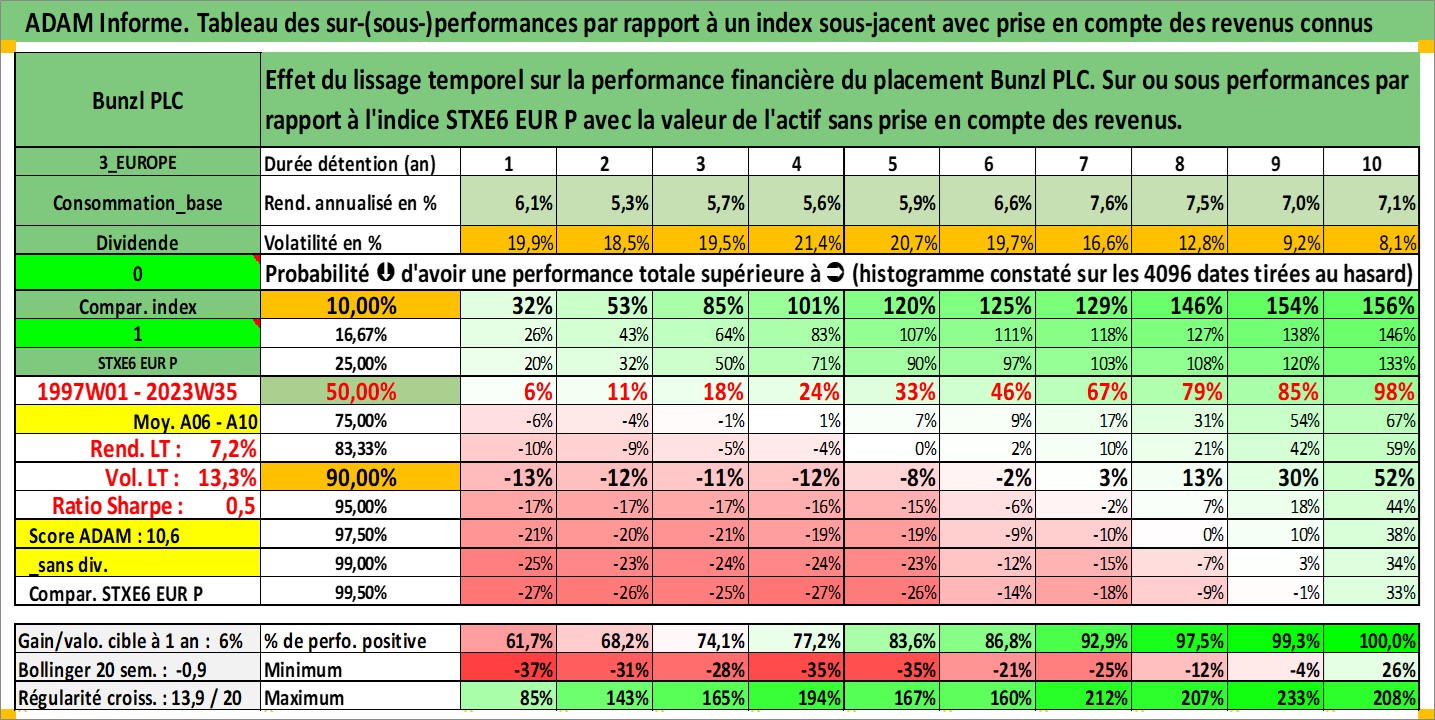 ADAM Informe. Tableau des sur-(sous-)performances par rapport à un index sous-jacent avec prise en compte des revenus connus
Bunzl PLC
Effet du lissage temporel sur la performance financière du placement Bunzl PLC. Sur ou sous performances par
rapport à l'indice STXE6 EUR P avec la valeur de l'actif sans prise en compte des revenus.
3_EUROPE Durée détention (an) 1 2 3 4 5 6 7 8 9 10
Consommation_base Rend. annualisé en % 6,1% 5,3% 5,7% 5,6% 5,9% 6,6% 7,6% 7,5% 7,0% 7,1%
Dividende Volatilité en % 19,9% 18,5% 19,5% 21,4% 20,7% 19,7% 16,6% 12,8% 9,2% 8,1%
0 Probabilité ⬇ d'avoir une performance totale supérieure à ➲ (histogramme constaté sur les 4096 dates tirées au hasard)
Compar. index 10,00% 32% 53% 85% 101% 120% 125% 129% 146% 154% 156%
1 16,67% 26% 43% 64% 83% 107% 111% 118% 127% 138% 146%
STXE6 EUR P 25,00% 20% 32% 50% 71% 90% 97% 103% 108% 120% 133%
1997W01 - 2023W35 50,00% 6% 11% 18% 24% 33% 46% 67% 79% 85% 98%
Moy. A06 - A10 75,00% -6% -4% -1% 1% 7% 9% 17% 31% 54% 67%
Rend. LT : 7,2% 83,33% -10% -9% -5% -4% 0% 2% 10% 21% 42% 59%
Vol. LT : 13,3% 90,00% -13% -12% -11% -12% -8% -2% 3% 13% 30% 52%
Ratio Sharpe : 0,5 95,00% -17% -17% -17% -16% -15% -6% -2% 7% 18% 44%
Score ADAM : 10,6 97,50% -21% -20% -21% -19% -19% -9% -10% 0% 10% 38%
_sans div. 99,00% -25% -23% -24% -24% -23% -12% -15% -7% 3% 34%
Compar. STXE6 EUR P 99,50% -27% -26% -25% -27% -26% -14% -18% -9% -1% 33%
Gain/valo. cible à 1 an : 6% % de perfo. positive 61,7% 68,2% 74,1% 77,2% 83,6% 86,8% 92,9% 97,5% 99,3% 100,0%
Bollinger 20 sem. : -0,9 Minimum -37% -31% -28% -35% -35% -21% -25% -12% -4% 26%
Régularité croiss. : 13,9 / 20 Maximum 85% 143% 165% 194% 167% 160% 212% 207% 233% 208%